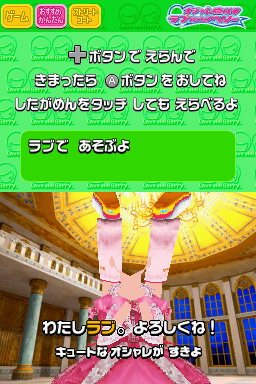 ゲーム
おすすめ
かんたん
ストリート
コート
✚ボタンで えらんで
きまったら Ⓐボタンを おしてね
したがめんをタッチ しても えらべるよ
ラブで あそぶよ
わたしラブ。よろしくね！
キュートな オシャレが すきよ